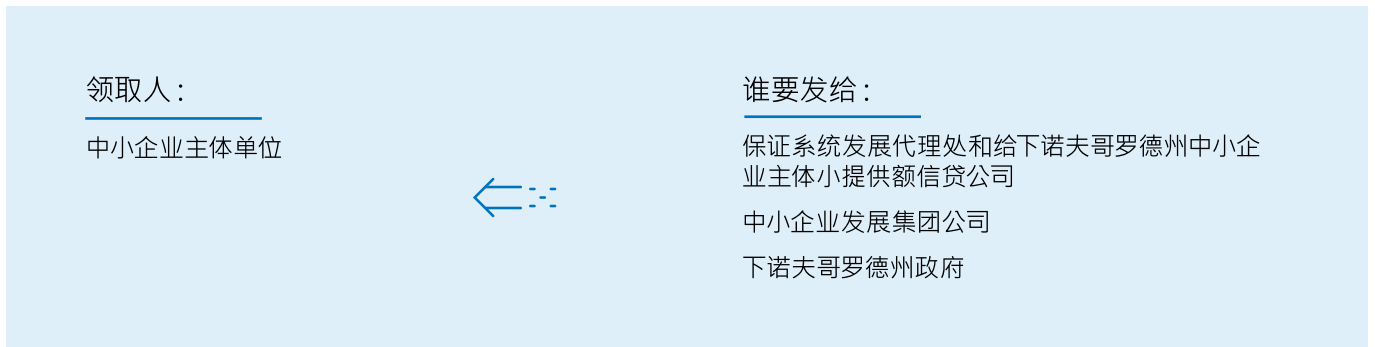 领取人：
中小企业主体单位
谁要发给：
保证系统发展代理处和给下诺夫哥罗德州中小企
业主体小提供额信贷公司
中小企业发展集团公司
下诺夫哥罗德州政府